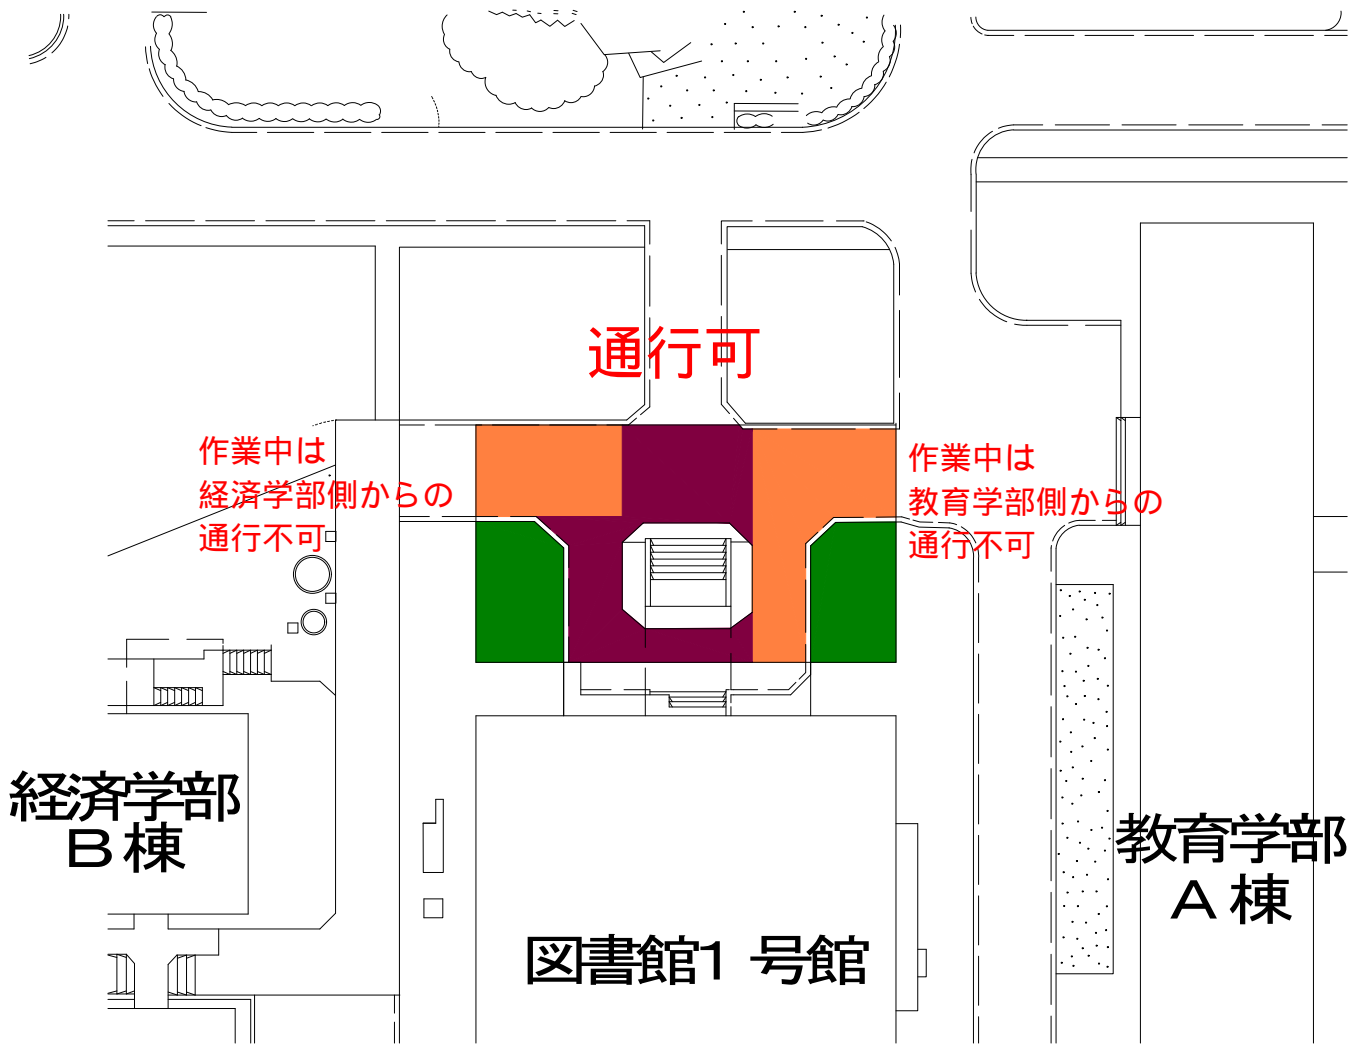 通行可
作業中は
経済学部側からの
通行不可
作業中は
教育学部側からの
通行不可
経済学部
B棟
教育学部
A棟
図書館1号館